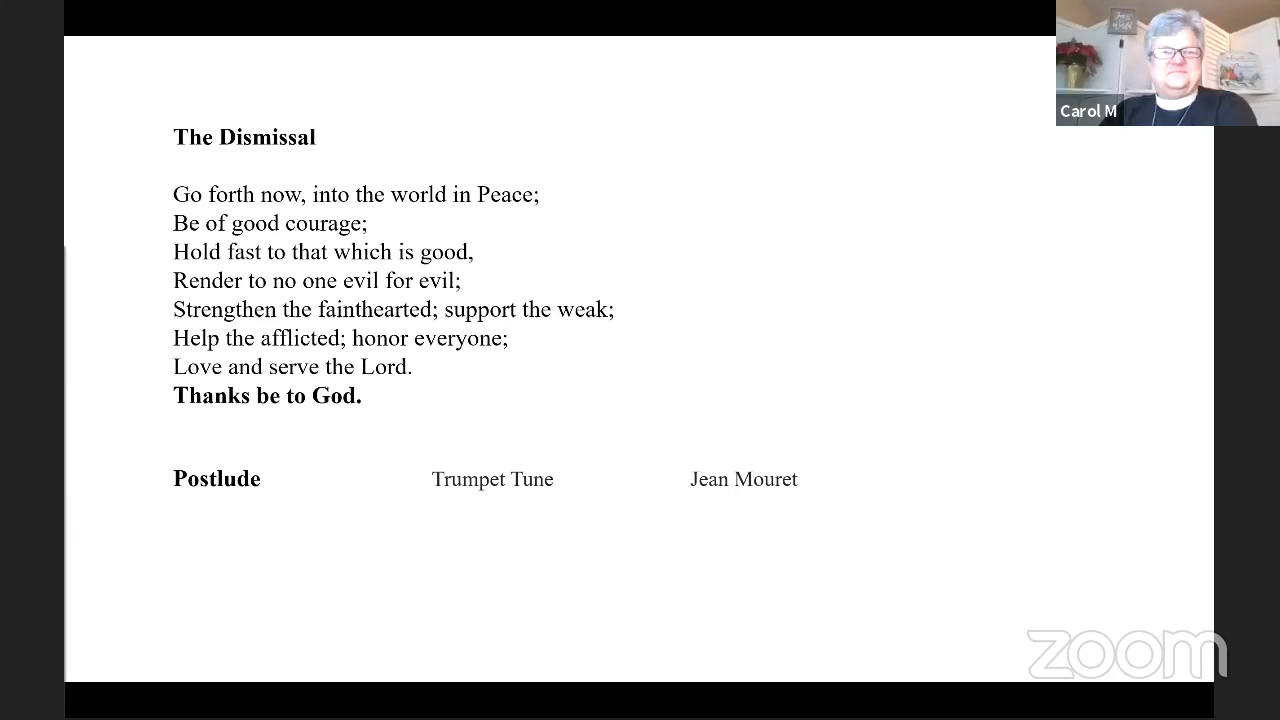 Carol M
The Dismissal
Go forth now, into the world in Peace;
Be of good courage;
Hold fast to that which is good,
Render to no one evil for evil;
Strengthen the fainthearted; support the weak;
Help the afflicted; honor everyone;
Love and serve the Lord.
Thanks be to God.
Postlude Trumpet Tune Jean Mouret
zoom